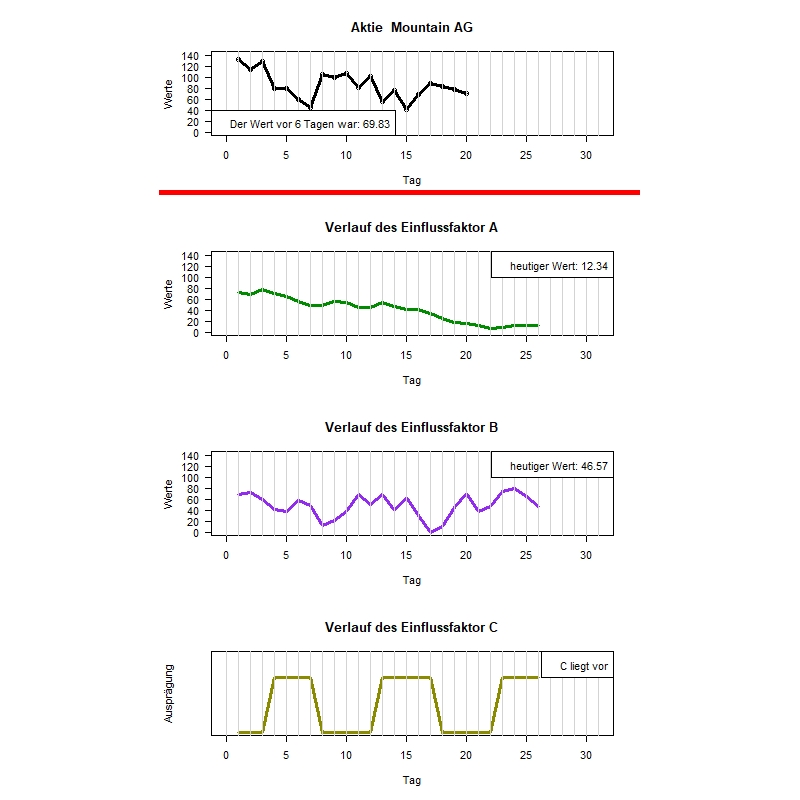 Aktie  Mountain AG
Werte
140
120
100
80
60
40
20
0
Der Wert vor 6 Tagen war: 69.83
0 5 10 15 20 25 30
Tag
Verlauf des Einflussfaktor A
Werte
140
120
100
80
60
40
20
0
heutiger Wert: 12.34
0 5 10 15 20 25 30
Tag
Verlauf des Einflussfaktor B
Werte
140
120
100
80
60
40
20
0
heutiger Wert: 46.57
0 5 10 15 20 25 30
Tag
Verlauf des Einflussfaktor C
Ausprägung
C liegt vor
0 5 10 15 20 25 30
Tag